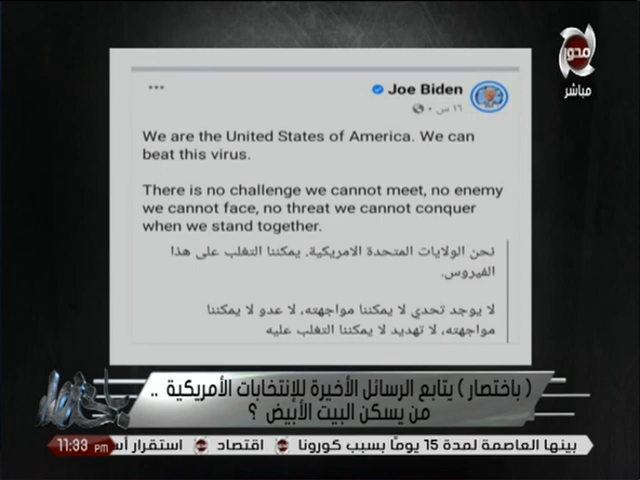 محور
مباشر
Joe Biden
١٦ س
We are the United States of America. We can
beat this virus.
There is no challenge we cannot meet, no enemy
we cannot face, no threat we cannot conquer
when we stand together.
نحن الولايات المتحدة الامريكية. يمكننا التغلب على هذا
الفيروس.
لا يوجد تحدي لا يمكننا مواجهته، لا عدو لا يمكننا
مواجهته، لا تهديد لا يمكننا التغلب عليه
( باختصار ) يتابع الرسائل الأخيرة للإنتخابات الأمريكية ..
من يسكن البيت الأبيض ؟
باختصار
بينها العاصمة لمدة 15 يومًا بسبب كورونا اقتصاد استقرار أس
11:33 PM